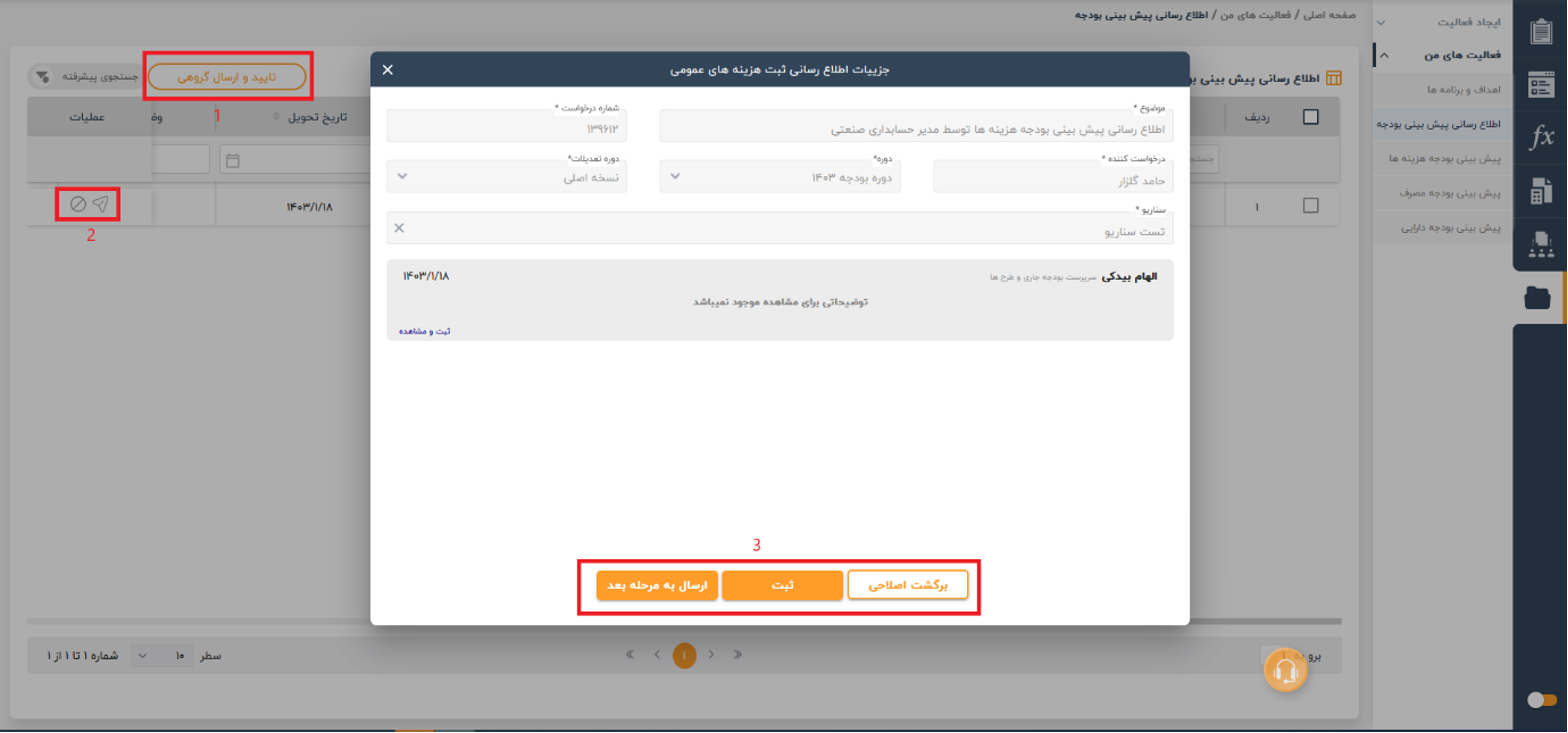 صفحه اصلی / فعالیت های من / اطلاع رسانی پیش بینی بودجه
ایجاد فعالیت
فعالیت های من
اهداف و برنامه ها
اطلاع رسانی پیش بینی بودجه
پیش بینی بودجه هزینه ها
پیش بینی بودجه مصرف
پیش بینی بودجه دارایی
fx
اطلاع رسانی پیش بینی بو
تایید و ارسال گروهی
جستجوی پیشرفته
1
ردیف
تاریخ تحویل
وض
عملیات
جستج
۱
۱۴۰۳/۱/۱۸
2
جزییات اطلاع رسانی ثبت هزینه های عمومی
موضوع *
اطلاع رسانی پیش بینی بودجه هزینه ها توسط مدیر حسابداری صنعتی
شماره درخواست *
۱۳۹۶۱۲
درخواست کننده *
حامد گلزار
دوره*
دوره بودجه ۱۴۰۳
دوره تعدیلات*
نسخه اصلی
سناریو *
تست سناریو
الهام بیدکی سرپرست بودجه جاری و طرح ها
۱۴۰۳/۱/۱۸
توضیحاتی برای مشاهده موجود نمیباشد
ثبت و مشاهده
3
برگشت اصلاحی
ثبت
ارسال به مرحله بعد
برو به
۱
سطر ۱۰
شماره ۱ تا ۱ از ۱